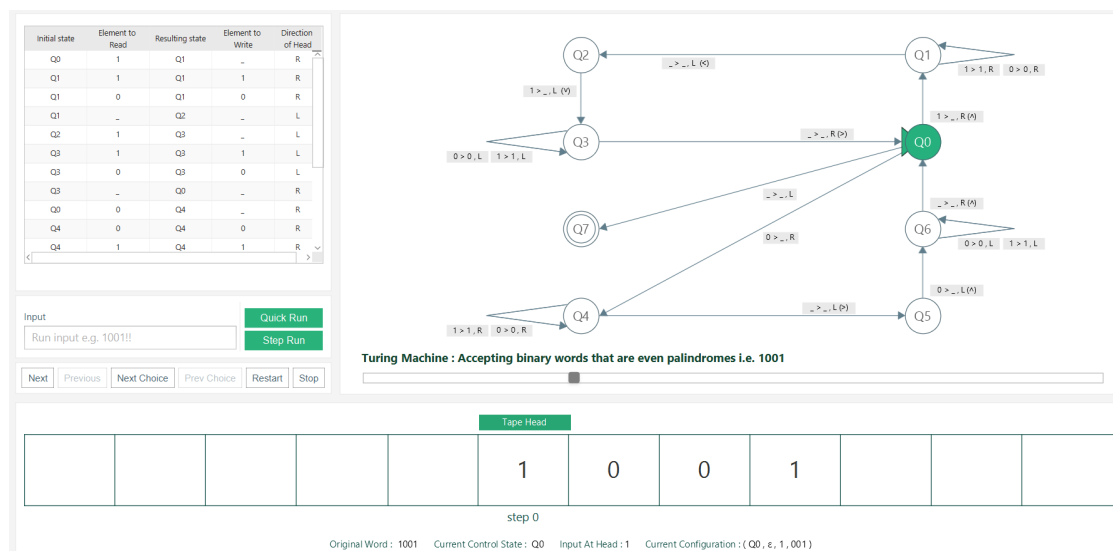 Initial state Element to Read Resulting state Element to Write Direction of Head
Q0 1 Q1 _ R
Q1 1 Q1 1 R
Q1 0 Q1 0 R
Q1 _ Q2 _ L
Q2 1 Q3 _ L
Q3 1 Q3 1 L
Q3 0 Q3 0 L
Q3 _ Q0 _ R
Q0 0 Q4 _ R
Q4 0 Q4 0 R
Q4 1 Q4 1 R
Input
Run input e.g. 1001!!
Quick Run
Step Run
Next Previous Next Choice Prev Choice Restart Stop
Q2
_ > _ , L (<)
Q1
1 > 1 , R 0 > 0 , R
1 > _ , L (v)
1 > _ , R (^)
Q3
0 > 0 , L 1 > 1 , L
_ > _ , R (>)
Q0
_ > _ , L
_ > _ , R (^)
Q7
0 > _ , R
Q6
0 > 0 , L 1 > 1 , L
0 > _ , L (^)
Q4
1 > 1 , R 0 > 0 , R
_ > _ , L (>)
Q5
Turing Machine : Accepting binary words that are even palindromes i.e. 1001
Tape Head
1 0 0 1
step 0
Original Word : 1001 Current Control State : Q0 Input At Head : 1 Current Configuration : ( Q0 , ε , 1 , 001 )